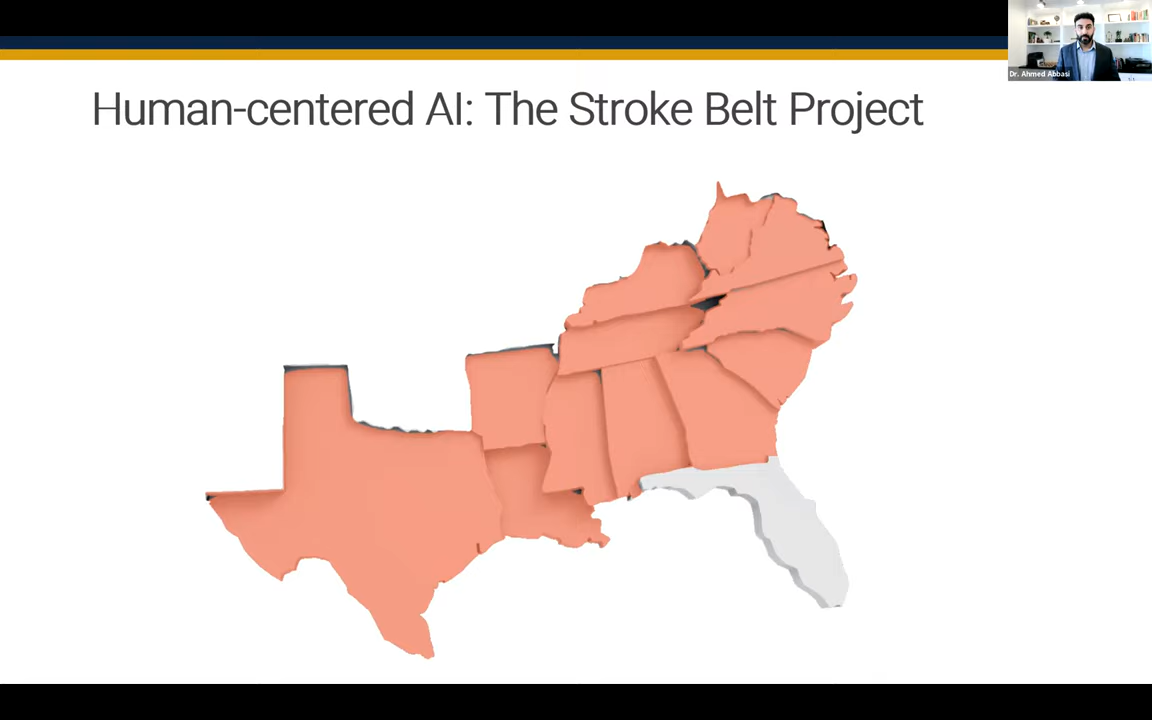 Dr. Ahmed Abbasi
Human-centered AI: The Stroke Belt Project